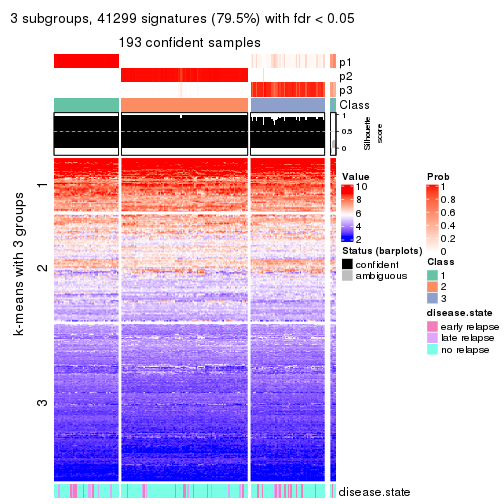 3 subgroups, 41299 signatures (79.5%) with fdr < 0.05
193 confident samples
p1
p2
p3
Class
1
0.5
0
Silhouette
score
k-means with 3 groups
1
2
3
disease.state
Value
10
8
6
4
2
Status (barplots)
confident
ambiguous
Prob
1
0.8
0.6
0.4
0.2
0
Class
1
2
3
disease.state
early relapse
late relapse
no relapse